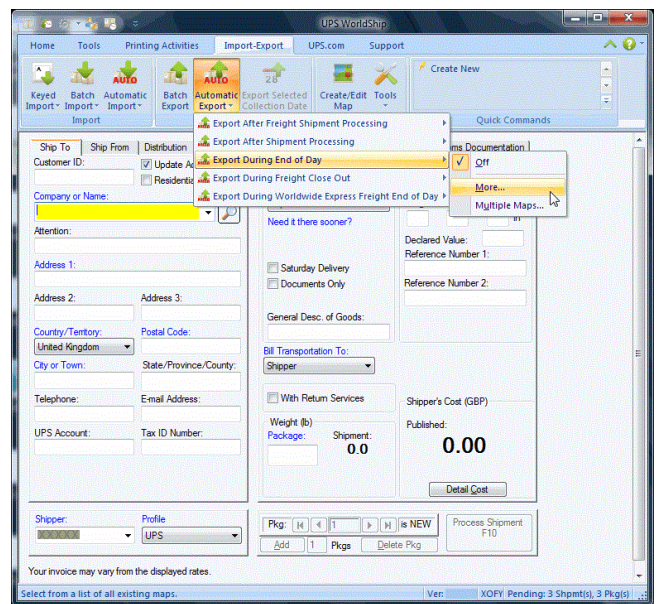 UPS WorldShip
Home Tools Printing Activities Import-Export UPS.com Support
AUTO AUTO 28
Create New
Keyed Import Batch Import Automatic Import Batch Export Automatic Export Export Selected Collection Date Create/Edit Map Tools
Import Quick Commands
Export After Freight Shipment Processing
Export After Shipment Processing
Export During End of Day
Export During Freight Close Out
Export During Worldwide Express Freight End of Day
Off
More...
Multiple Maps...
Ship To Ship From Distribution Documentation
Customer ID: Update
Residentia
Company or Name:
Need it there sooner?
in
Attention:
Declared Value:
Reference Number 1:
Address 1:
Saturday Delivery
Documents Only
Reference Number 2:
Address 2: Address 3:
General Desc. of Goods:
Country/Territory: Postal Code:
United Kingdom
Bill Transportation To:
City or Town: State/Province/County:
Shipper
Telephone: E-mail Address:
With Return Services
Shipper's Cost (GBP)
Weight (lb)
Published:
UPS Account: Tax ID Number:
Package: Shipment:
0.0
0.00
Detail Cost
Shipper: Profile
XXXXX UPS
Pkg: 1 is NEW
Process Shipment
F10
Add 1 Pkgs Delete Pkg
Your invoice may vary from the displayed rates.
Select from a list of all existing maps. Ver: XOFY Pending: 3 Shpmt(s), 3 Pkg(s)